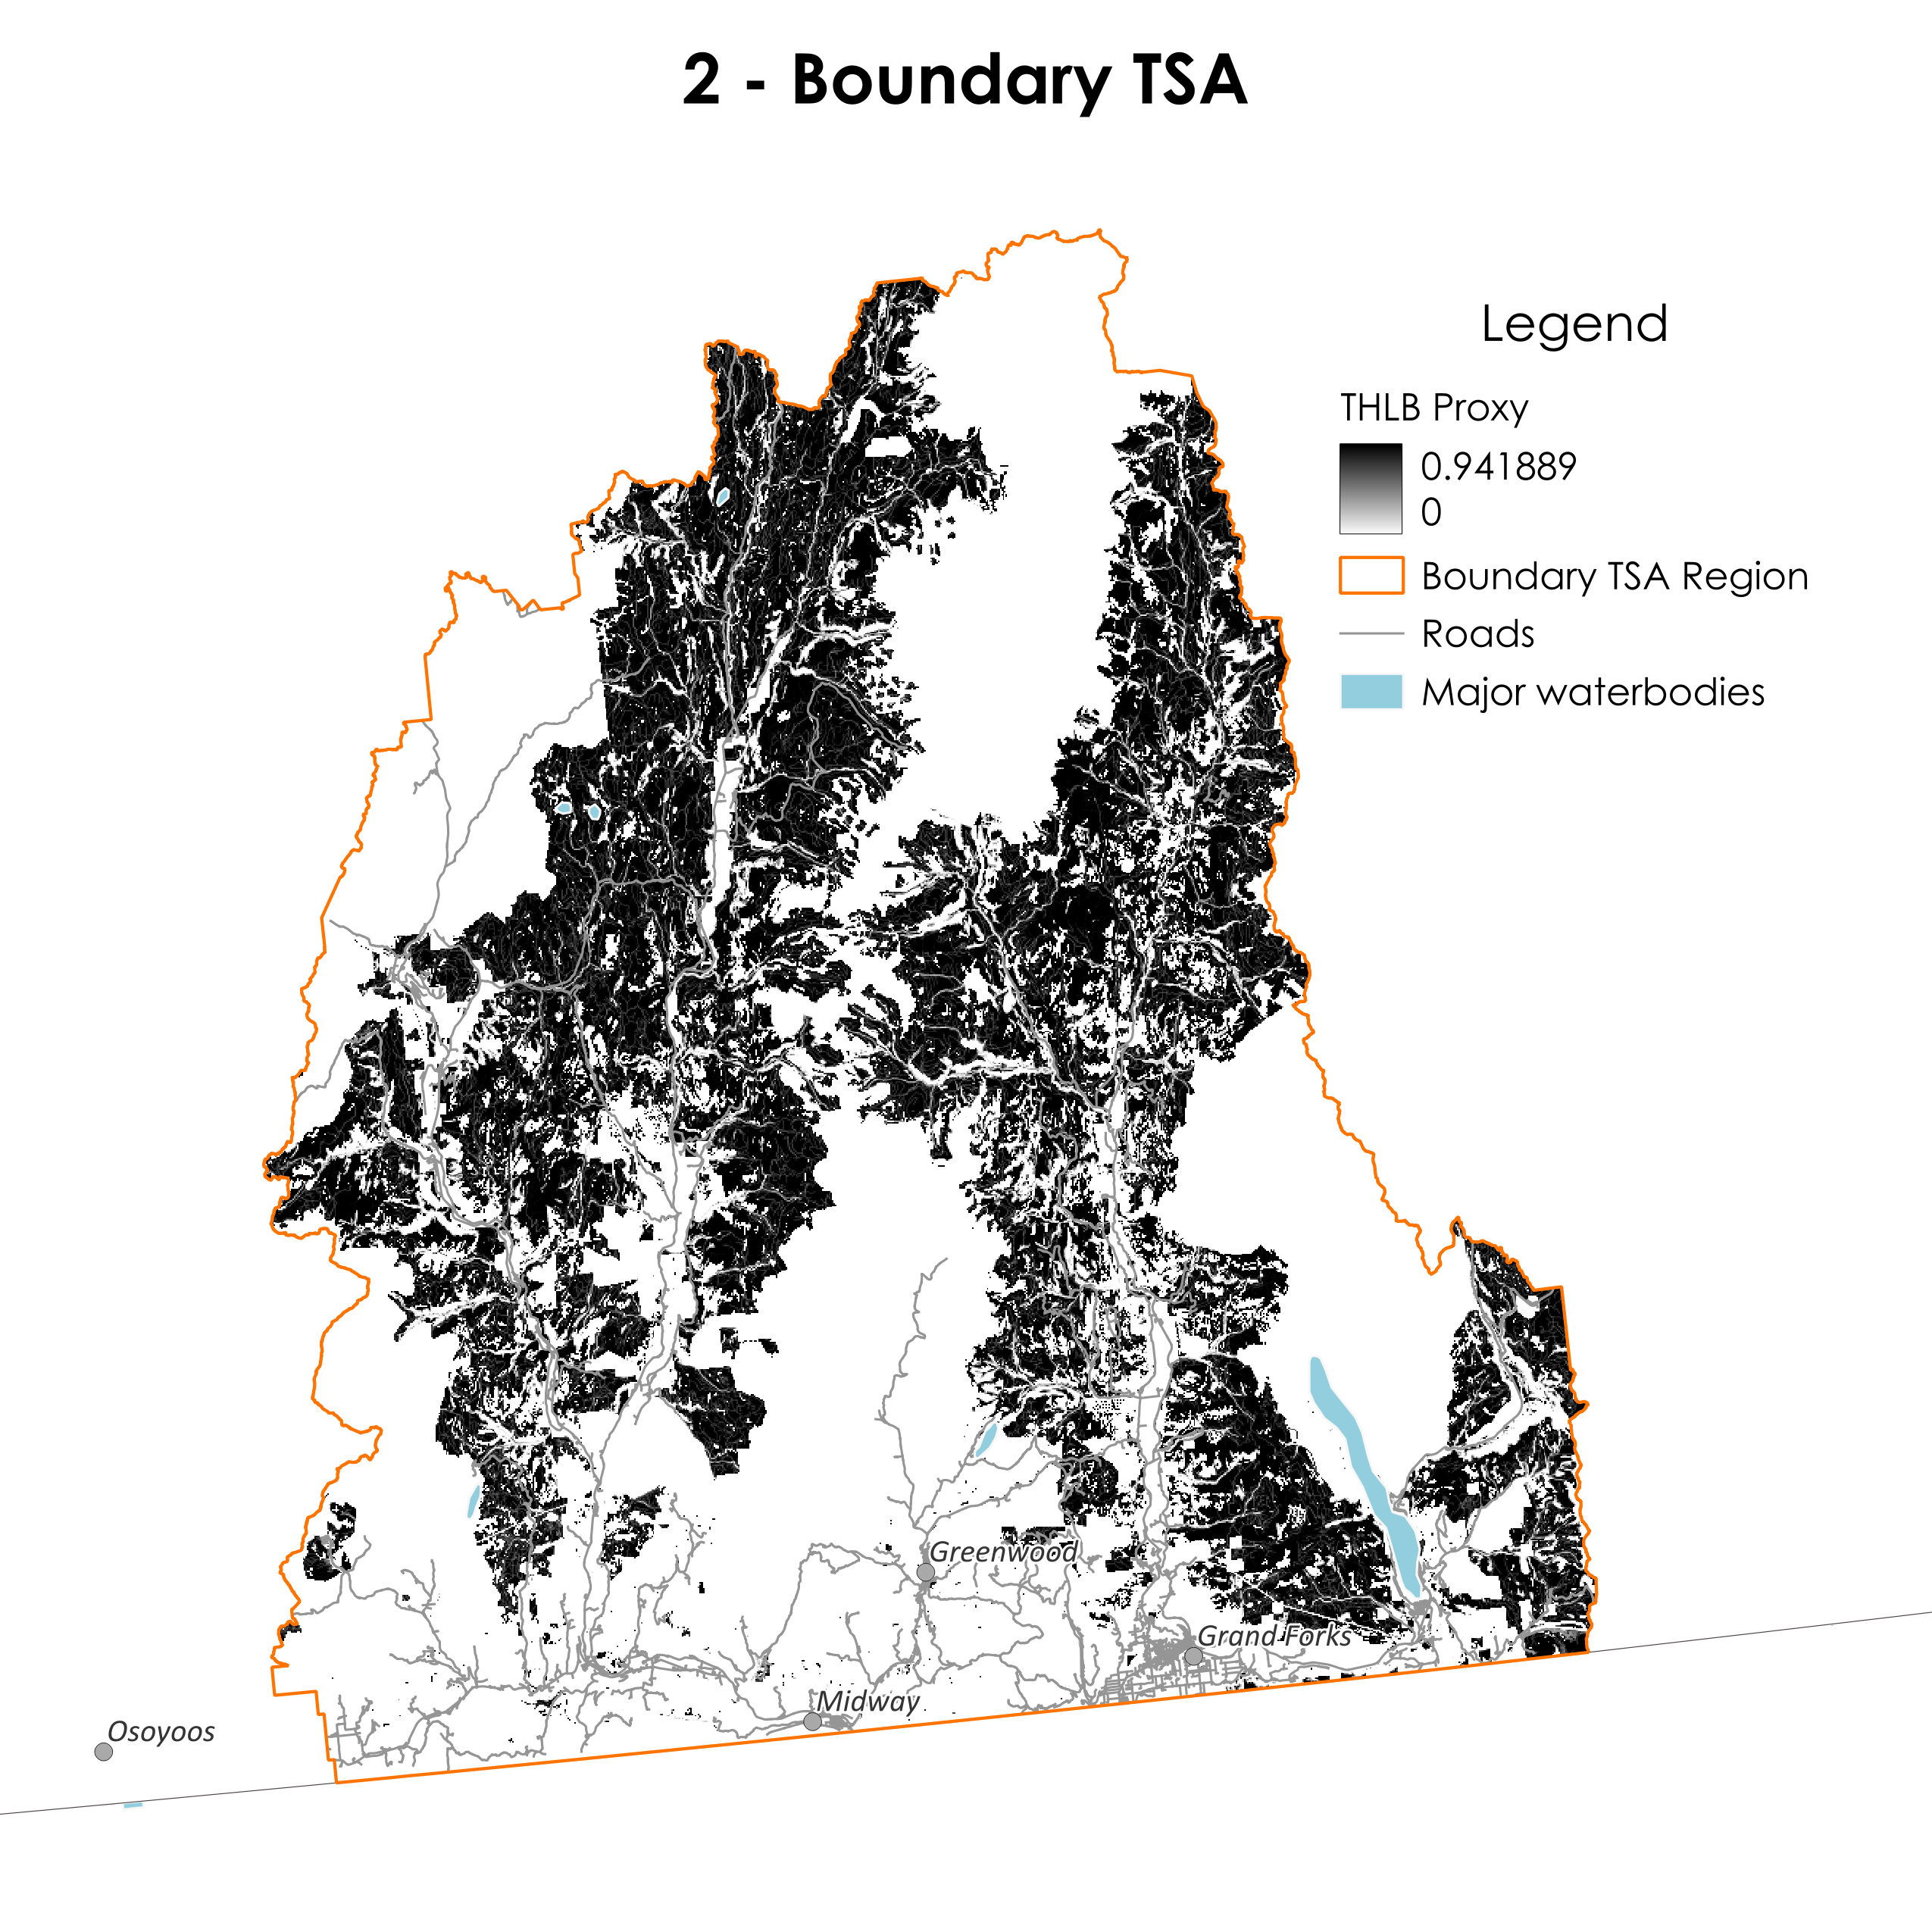 2 - Boundary TSA
Legend
THLB Proxy
0.941889
0
Boundary TSA Region
Roads
Major waterbodies
Greenwood
Grand Forks
Midway
Osoyoos